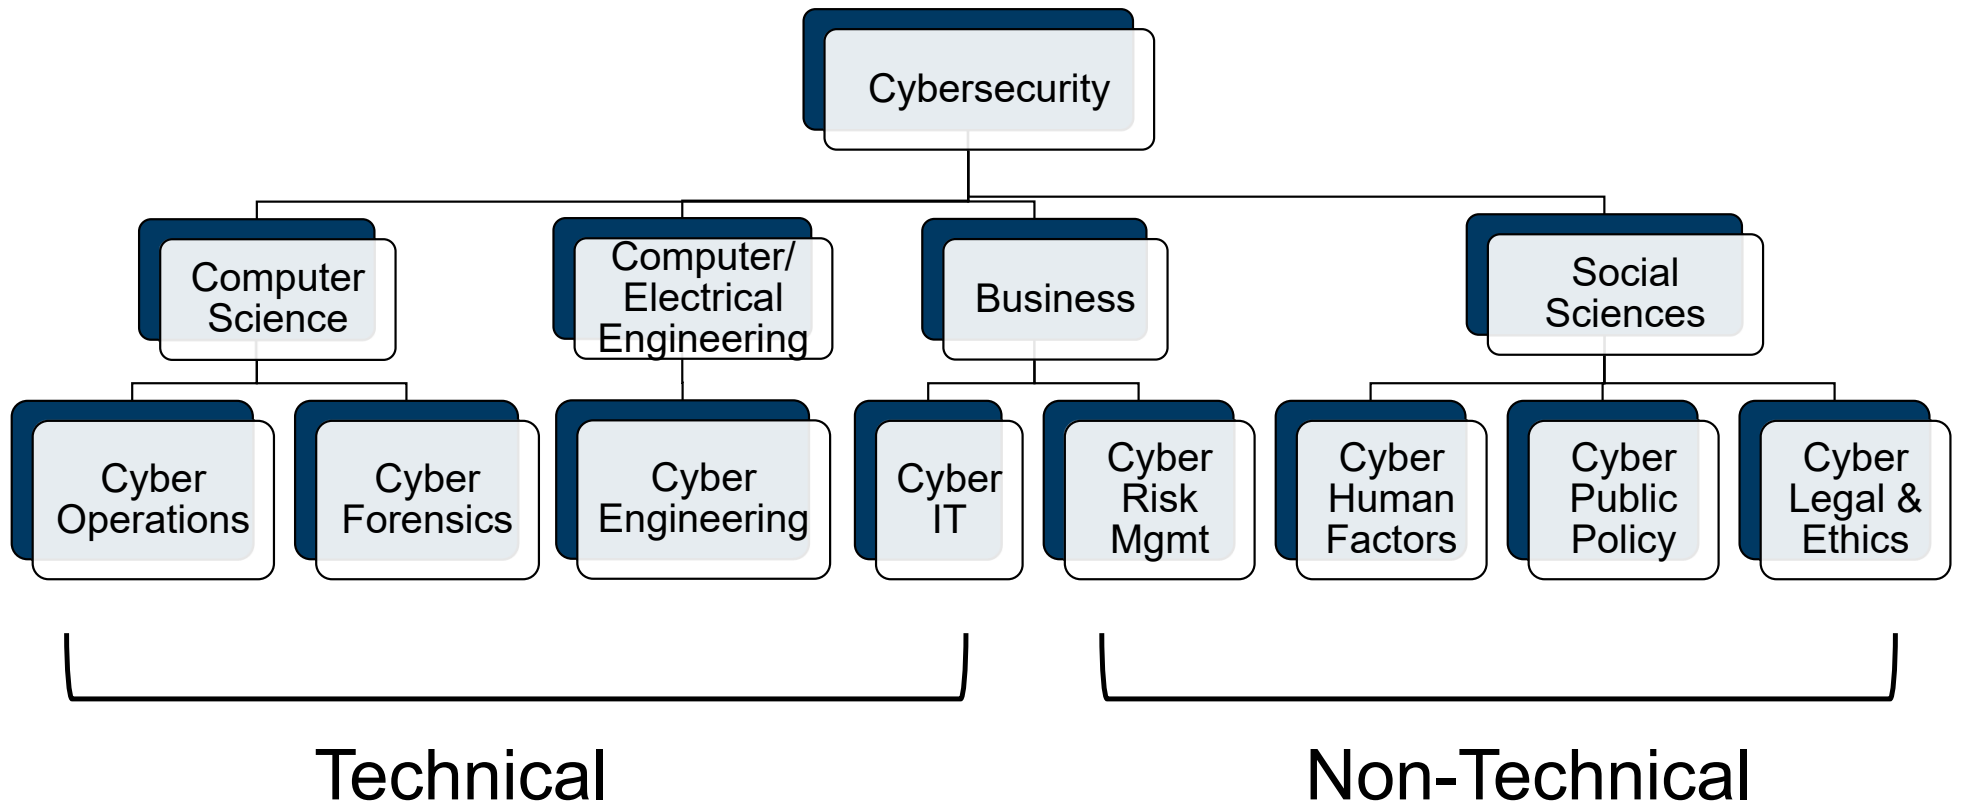 Cybersecurity
Computer
Science
Computer/
Electrical
Engineering
Business
Social
Sciences
Cyber
Operations
Cyber
Forensics
Cyber
Engineering
Cyber
IT
Cyber
Risk
Mgmt
Cyber
Human
Factors
Cyber
Public
Policy
Cyber
Legal &
Ethics
Technical
Non-Technical